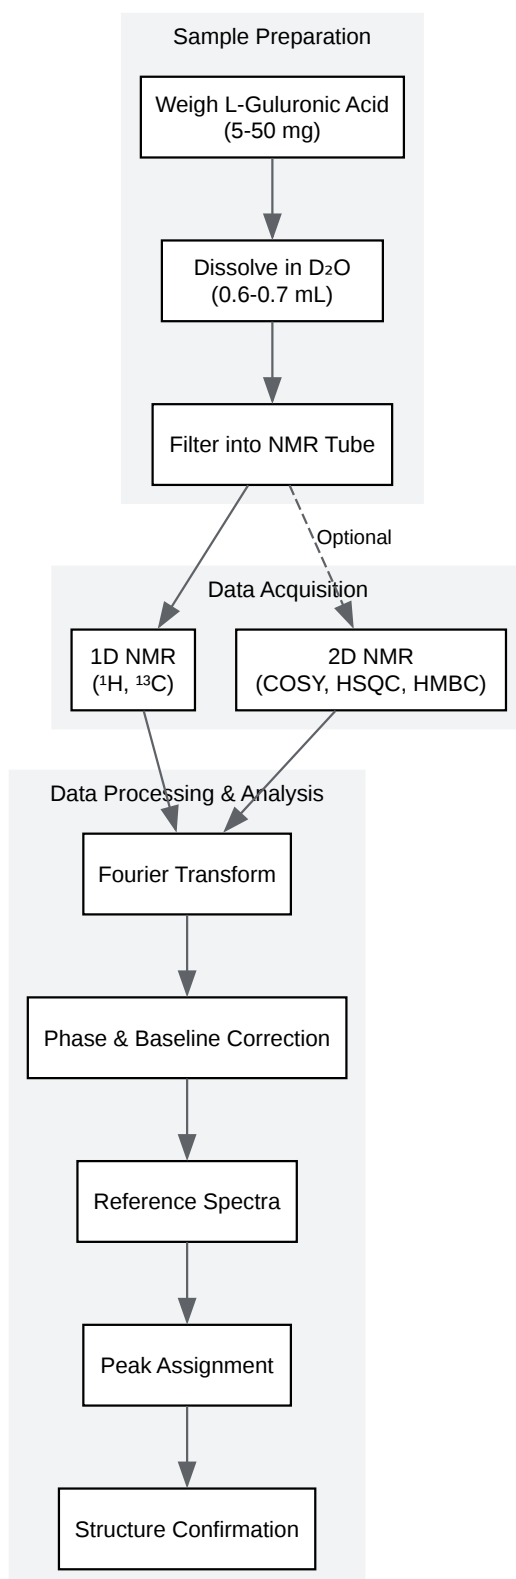 Sample Preparation
Weigh L-Guluronic Acid
(5-50 mg)
Dissolve in D₂O
(0.6-0.7 mL)
Filter into NMR Tube
Optional
Data Acquisition
1D NMR
(¹H, ¹³C)
2D NMR
(COSY, HSQC, HMBC)
Data Processing & Analysis
Fourier Transform
Phase & Baseline Correction
Reference Spectra
Peak Assignment
Structure Confirmation